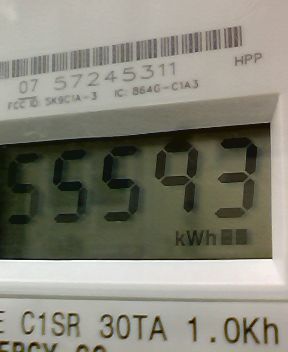 HPP
07 57245311
FCC ID: SK9C1A-3 IC: 864G-C1A3
55593
kWh
C1SR 30TA 1.0Kh